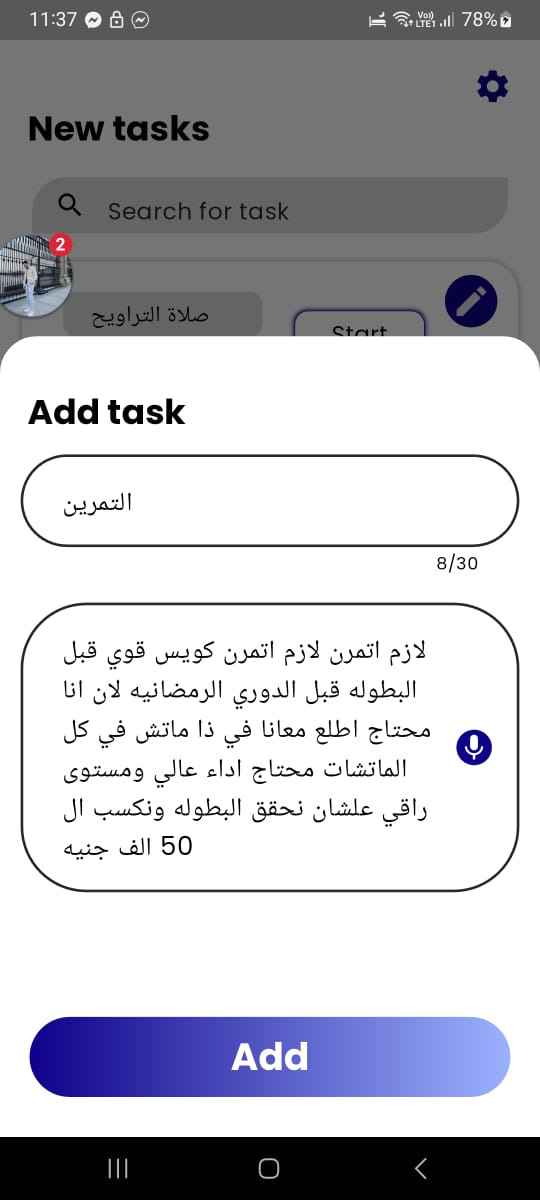 11:37
Vo)) LTE1 78%
New tasks
Search for task
2
صلاة التراويح
Start
Add task
التمرين
8/30
لازم اتمرن لازم اتمرن كويس قوي قبل
البطوله قبل الدوري الرمضانيه لان انا
محتاج اطلع معانا في ذا ماتش في كل
الماتشات محتاج اداء عالي ومستوى
راقي علشان نحقق البطوله ونكسب ال
50 الف جنيه
Add